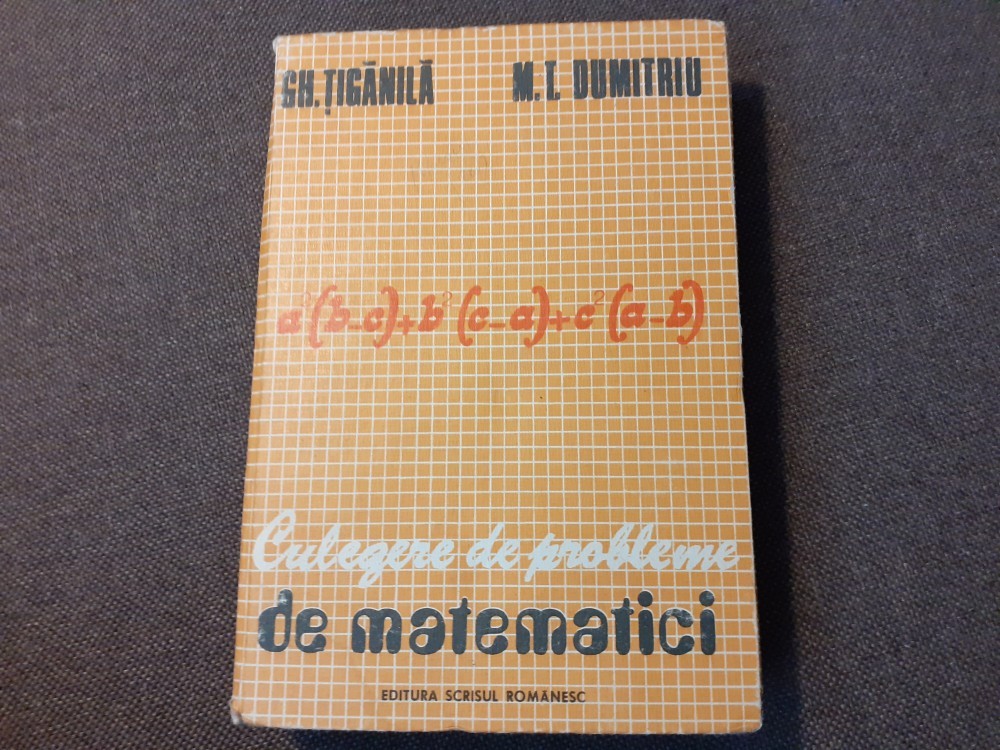 GH. ȚIGĂNILĂ M. I. DUMITRIU
a²(b-c)+b²(c-a)+c²(a-b)
Culegere de probleme
de matematici
EDITURA SCRISUL ROMÂNESC